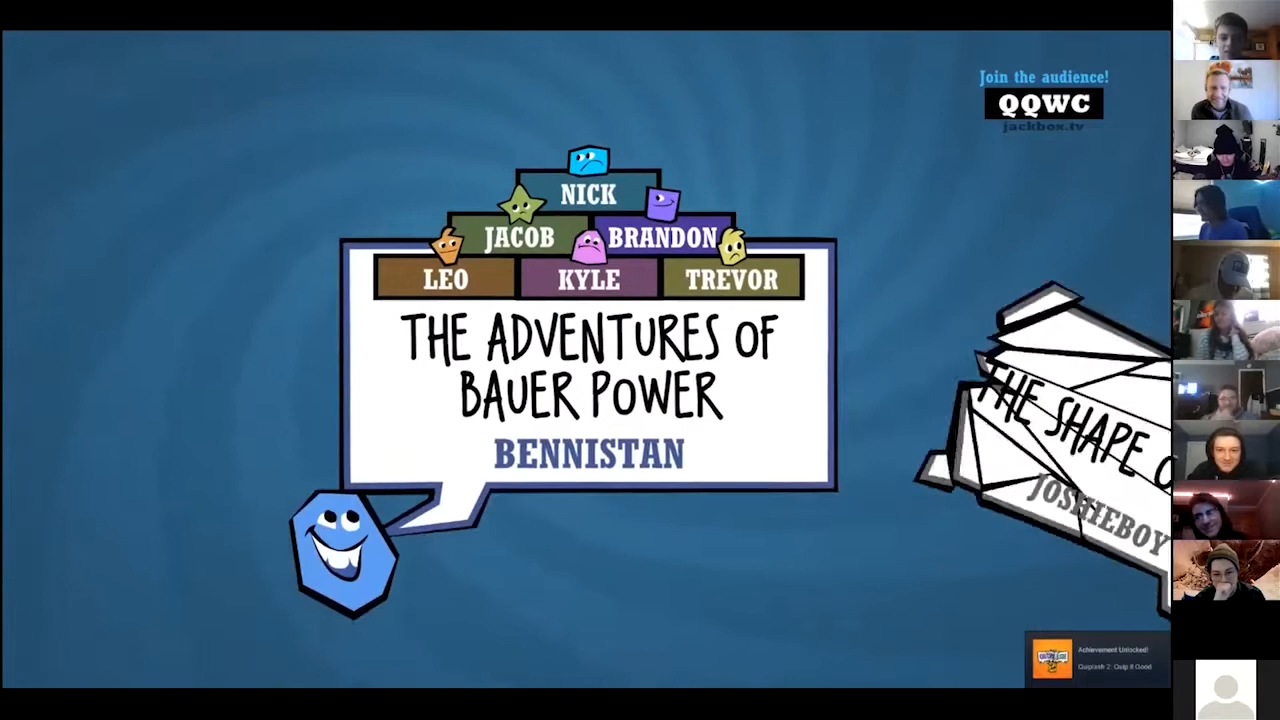 Join the audience!
QQWC
jackbox.tv
NICK
JACOB
BRANDON
LEO
KYLE
TREVOR
THE ADVENTURES OF
BAUER POWER
BENNISTAN
THE SHAPE
JOSHIEBOY
Achievement Unlocked!
Quiplash 2: Quip It Good